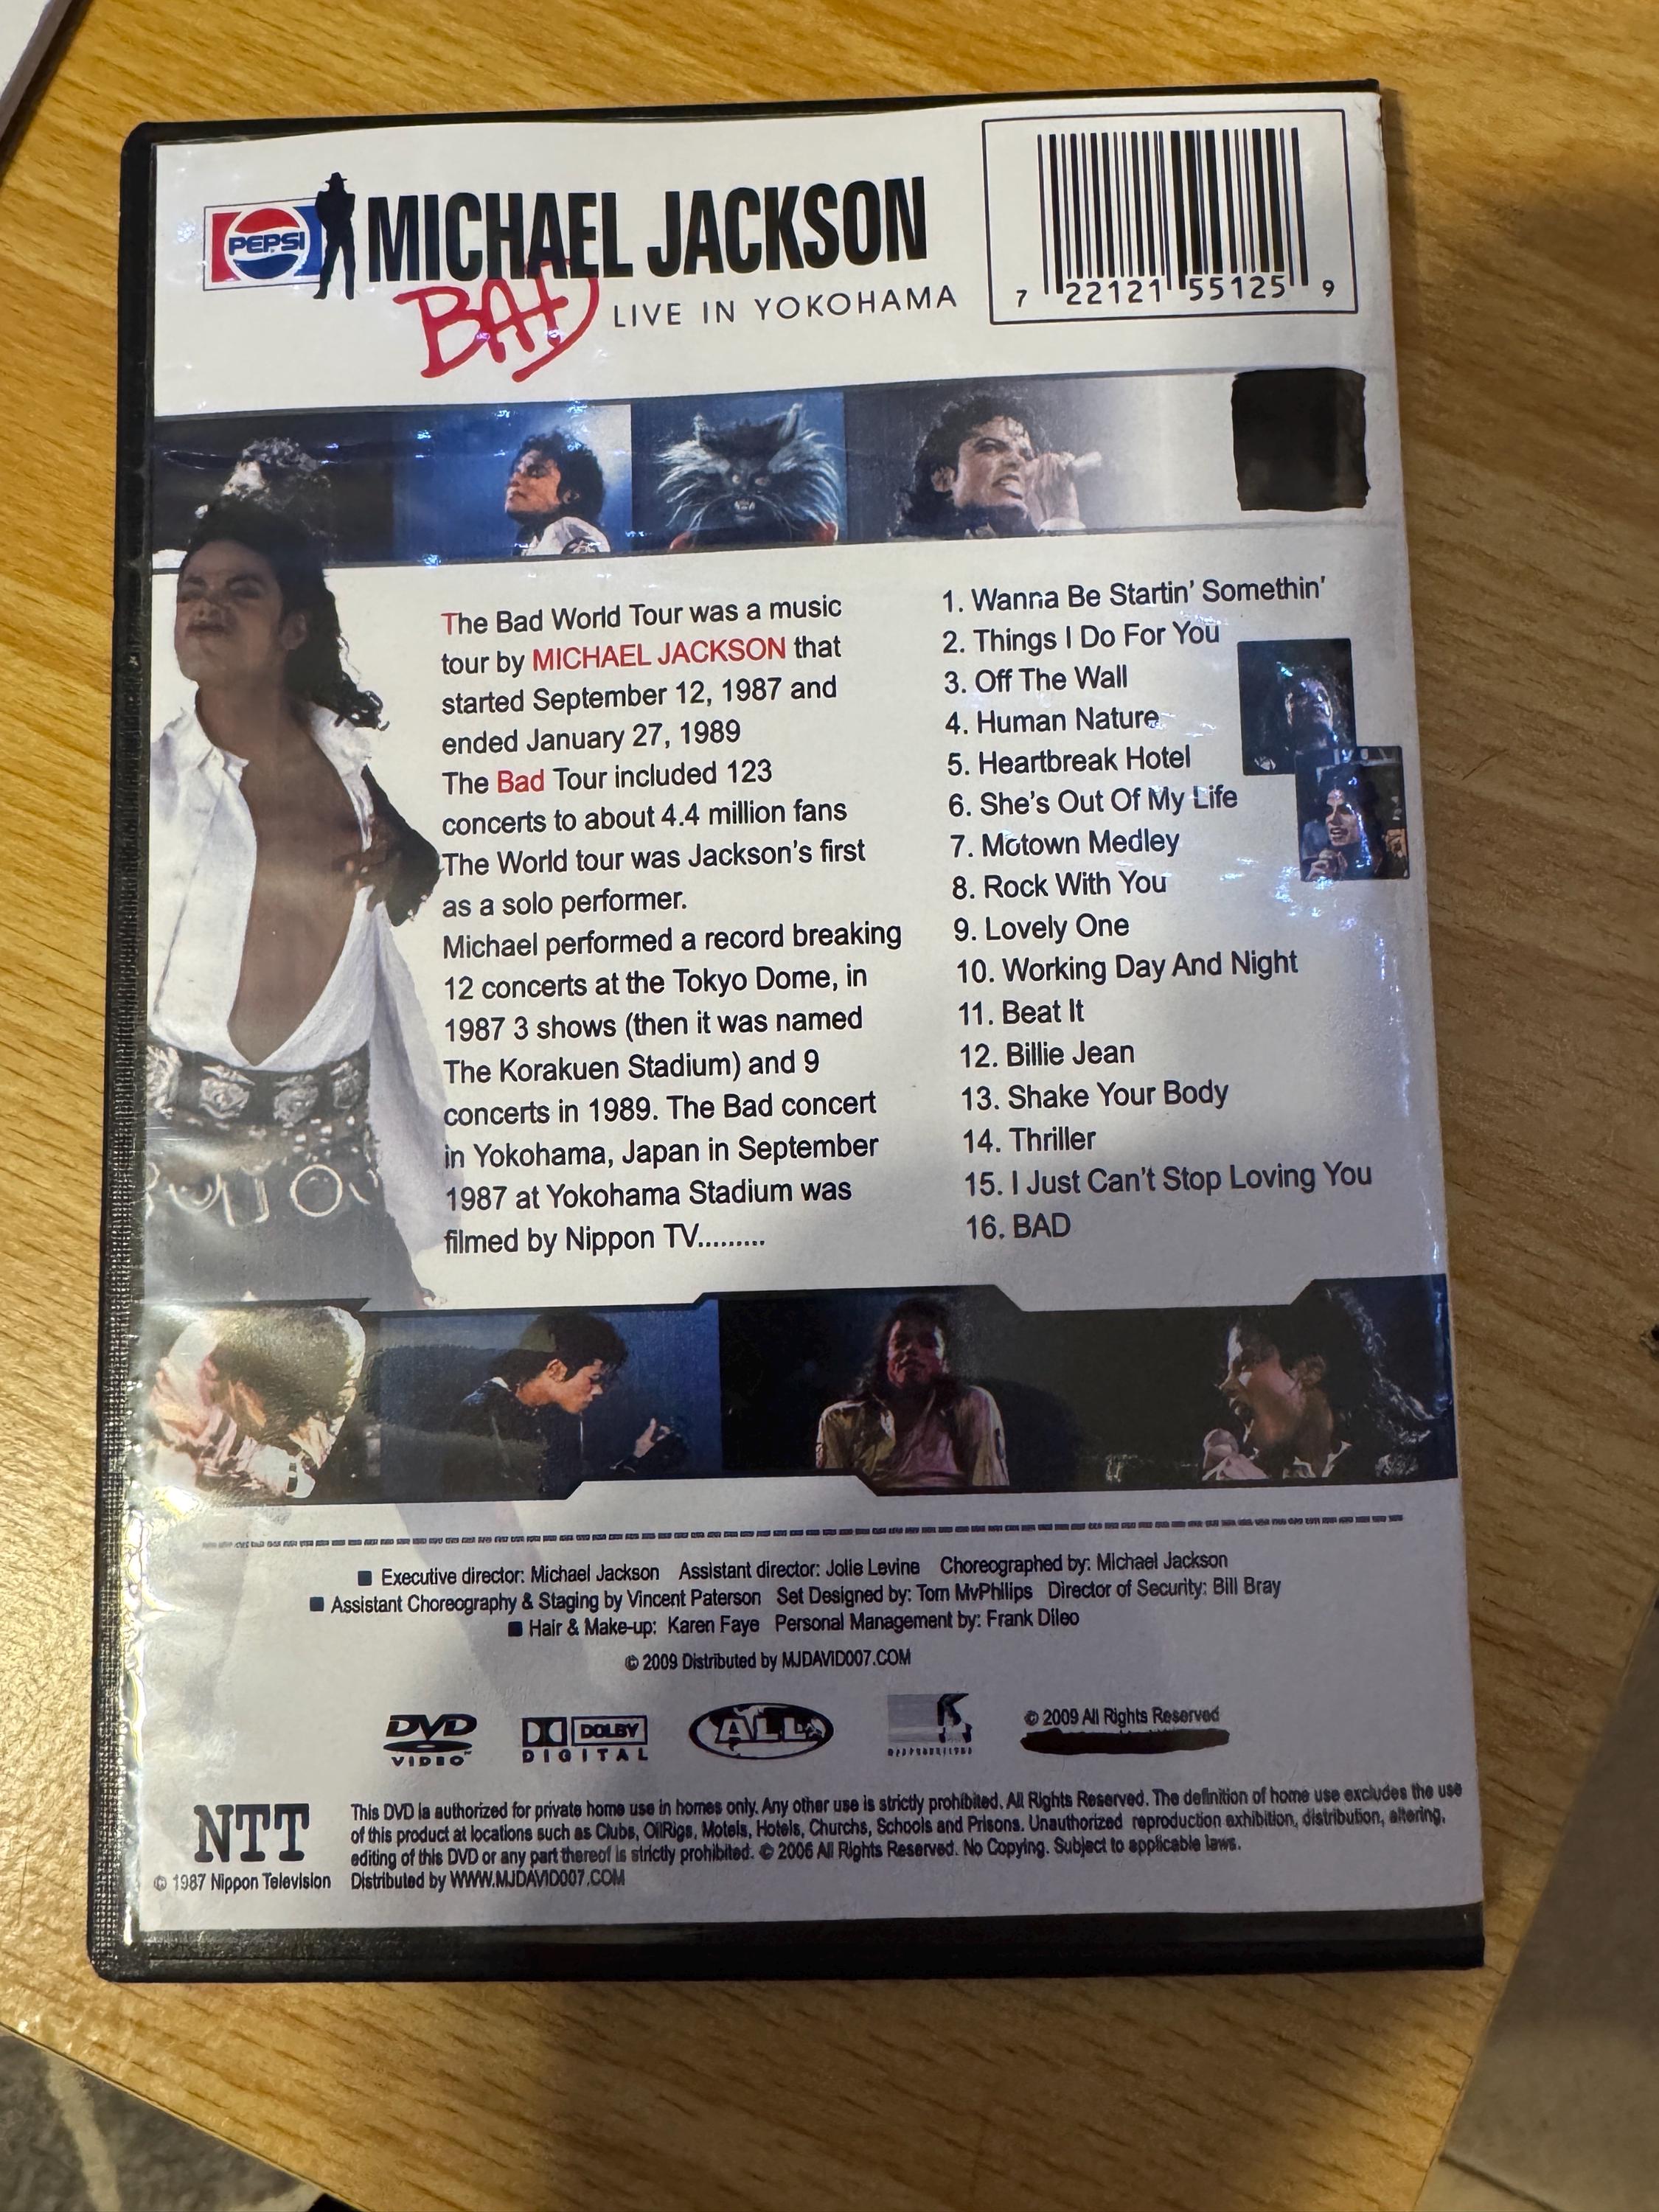 PEPSI
MICHAEL JACKSON
BAD LIVE IN YOKOHAMA
7 22121 55125 9
The Bad World Tour was a music
tour by MICHAEL JACKSON that
started September 12, 1987 and
ended January 27, 1989
The Bad Tour included 123
concerts to about 4.4 million fans
The World tour was Jackson's first
as a solo performer.
Michael performed a record breaking
12 concerts at the Tokyo Dome, in
1987 3 shows (then it was named
The Korakuen Stadium) and 9
concerts in 1989. The Bad concert
in Yokohama, Japan in September
1987 at Yokohama Stadium was
filmed by Nippon TV.........
1. Wanna Be Startin' Somethin'
2. Things I Do For You
3. Off The Wall
4. Human Nature
5. Heartbreak Hotel
6. She's Out Of My Life
7. Motown Medley
8. Rock With You
9. Lovely One
10. Working Day And Night
11. Beat It
12. Billie Jean
13. Shake Your Body
14. Thriller
15. I Just Can't Stop Loving You
16. BAD
Executive director: Michael Jackson Assistant director: Jolie Levine Choreographed by: Michael Jackson
Assistant Choreography & Staging by Vincent Paterson Set Designed by: Tom MvPhilips Director of Security: Bill Bray
Hair & Make-up: Karen Faye Personal Management by: Frank Dileo
© 2009 Distributed by MJDAVID007.COM
DVD VIDEO
DOLBY DIGITAL
ALL
© 2009 All Rights Reserved
NTT
© 1987 Nippon Television
This DVD is authorized for private home use in homes only. Any other use is strictly prohibited. All Rights Reserved. The definition of home use excludes the use
of this product at locations such as Clubs, OilRigs, Motels, Hotels, Churchs, Schools and Prisons. Unauthorized reproduction exhibition, distribution, altering,
editing of this DVD or any part thereof is strictly prohibited. © 2006 All Rights Reserved. No Copying. Subject to applicable laws.
Distributed by WWW.MJDAVID007.COM